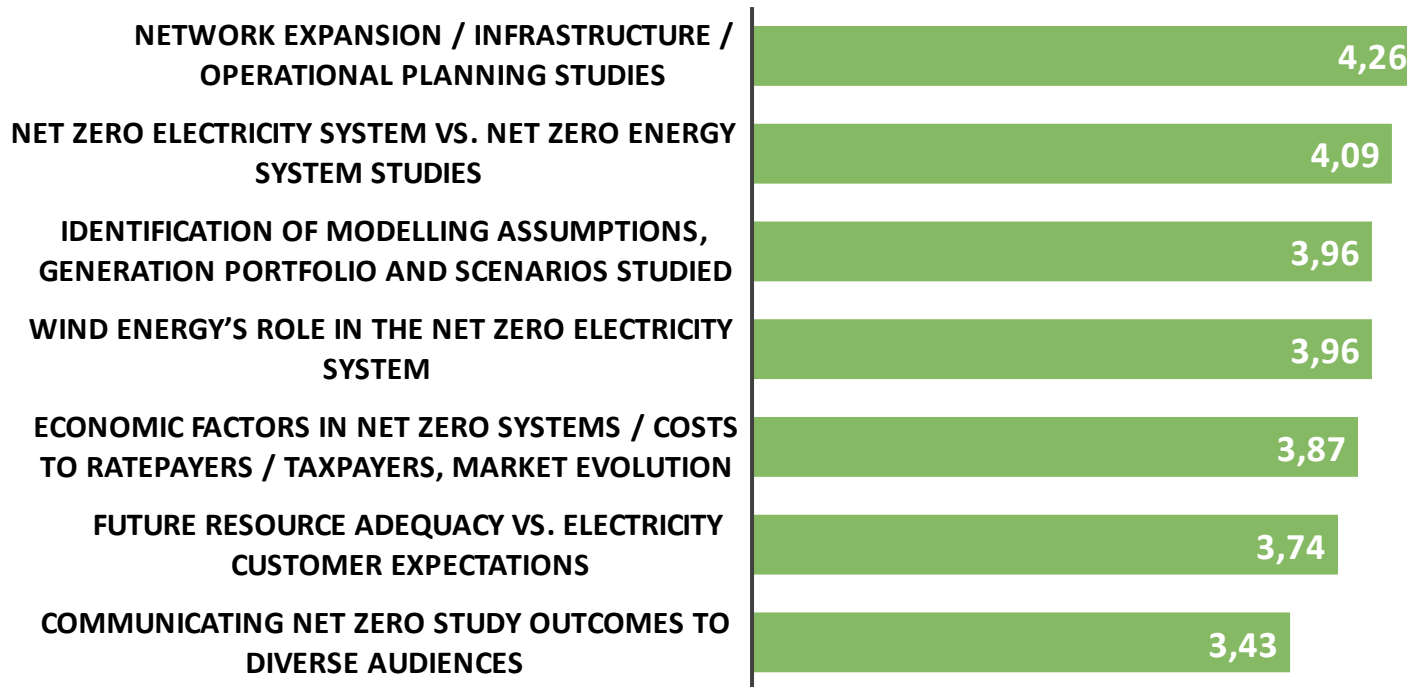 NETWORK EXPANSION / INFRASTRUCTURE /
OPERATIONAL PLANNING STUDIES
4,26
NET ZERO ELECTRICITY SYSTEM VS. NET ZERO ENERGY
SYSTEM STUDIES
4,09
IDENTIFICATION OF MODELLING ASSUMPTIONS,
GENERATION PORTFOLIO AND SCENARIOS STUDIED
3,96
WIND ENERGY’S ROLE IN THE NET ZERO ELECTRICITY
SYSTEM
3,96
ECONOMIC FACTORS IN NET ZERO SYSTEMS / COSTS
TO RATEPAYERS / TAXPAYERS, MARKET EVOLUTION
3,87
FUTURE RESOURCE ADEQUACY VS. ELECTRICITY
CUSTOMER EXPECTATIONS
3,74
COMMUNICATING NET ZERO STUDY OUTCOMES TO
DIVERSE AUDIENCES
3,43